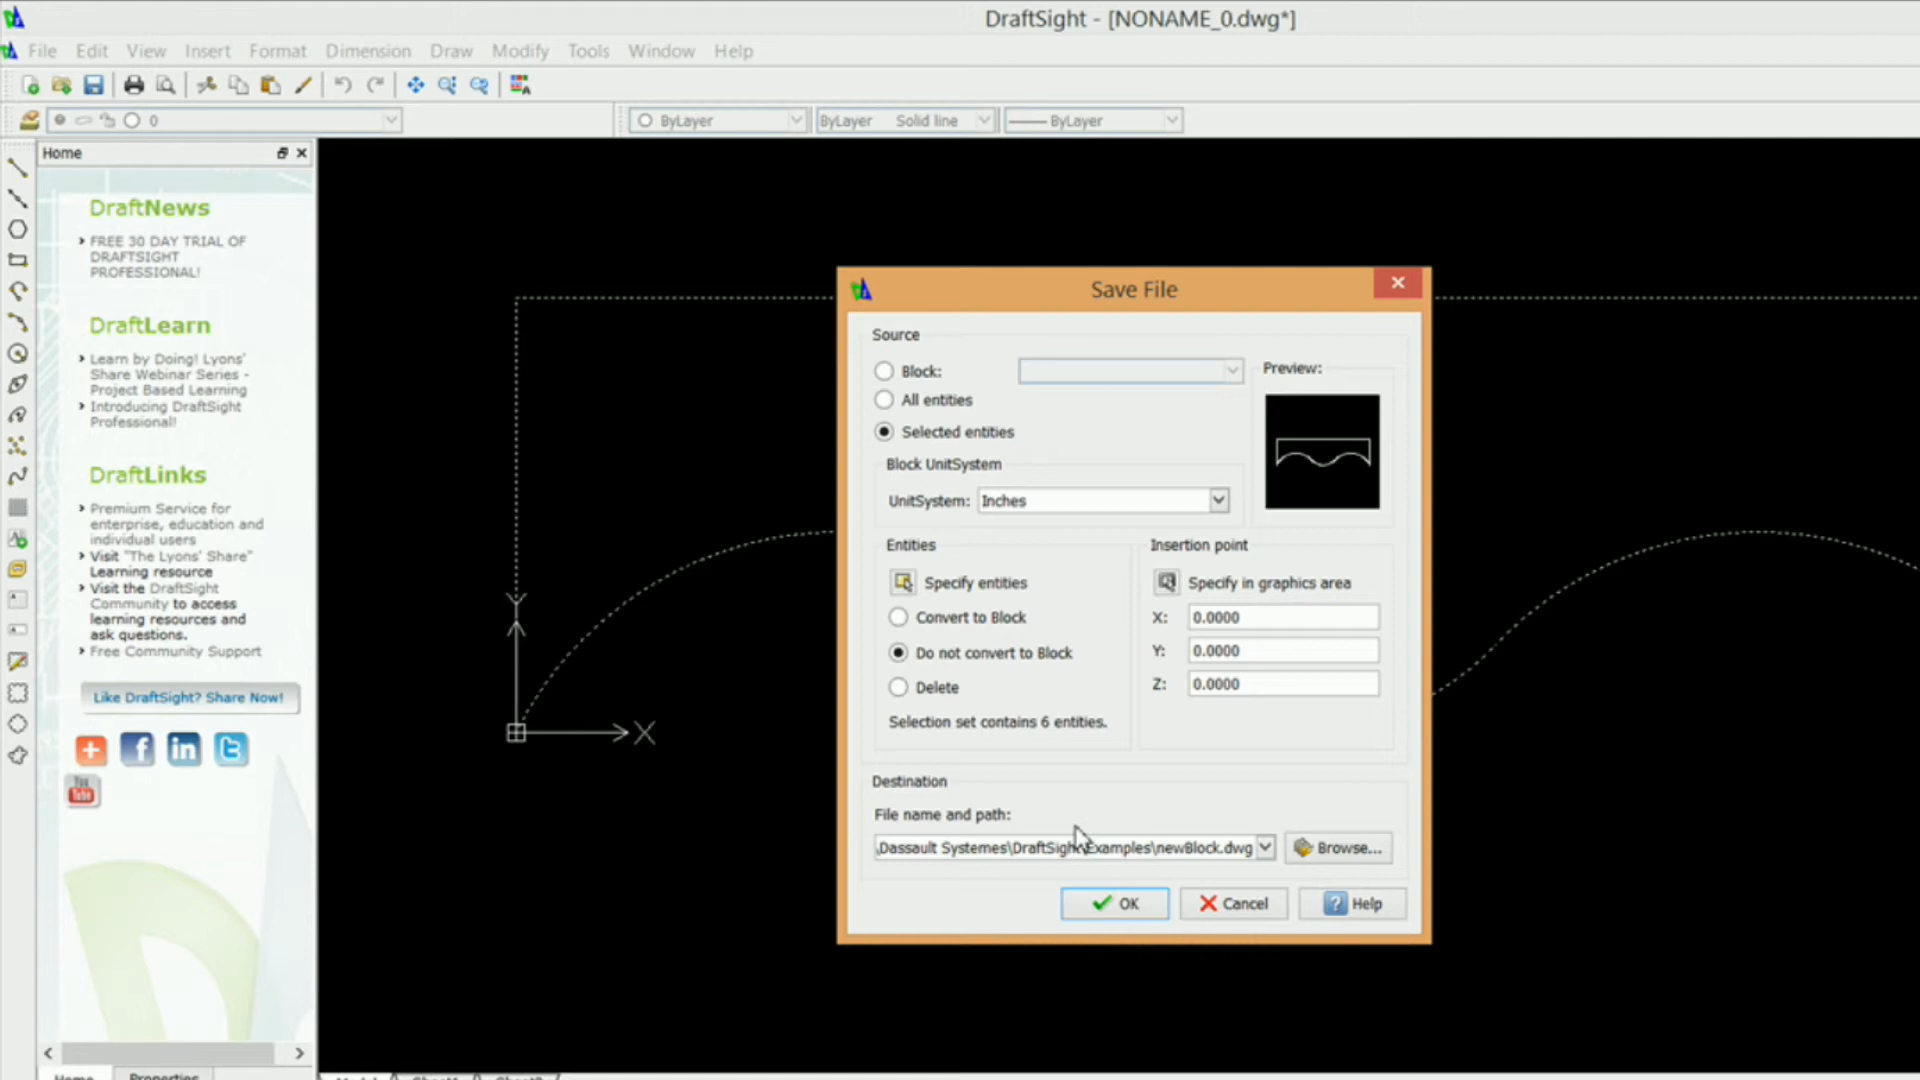 DraftSight - [NONAME_0.dwg*]
File Edit View Insert Format Dimension Draw Modify Tools Window Help
0
ByLayer
ByLayer Solid line
ByLayer
Home
DraftNews
FREE 30 DAY TRIAL OF
DRAFTSIGHT
PROFESSIONAL!
DraftLearn
Learn by Doing! Lyons'
Share Webinar Series -
Project Based Learning
Introducing DraftSight
Professional!
DraftLinks
Premium Service for
enterprise, education and
individual users
Visit "The Lyons' Share"
Learning resource
Visit the DraftSight
Community to access
learning resources and
ask questions.
Free Community Support
Like DraftSight? Share Now!
You
Tube
Y
X
Save File
Source
Block:
All entities
Selected entities
Preview:
Block UnitSystem
UnitSystem: Inches
Entities
Specify entities
Convert to Block
Do not convert to Block
Delete
Selection set contains 6 entities.
Insertion point
Specify in graphics area
X: 0.0000
Y: 0.0000
Z: 0.0000
Destination
File name and path:
\Dassault Systemes\DraftSight\Examples\newBlock.dwg
Browse...
OK
Cancel
Help
Home
Properties